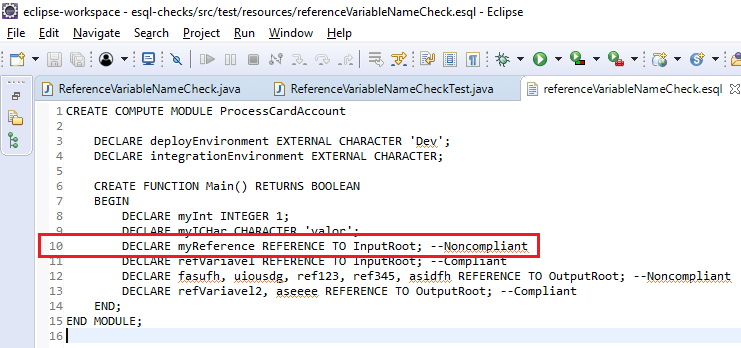 eclipse-workspace - esql-checks/src/test/resources/referenceVariableNameCheck.esql - Eclipse
File Edit Navigate Search Project Run Window Help
ReferenceVariableNameCheck.java ReferenceVariableNameCheckTest.java referenceVariableNameCheck.esql
1 CREATE COMPUTE MODULE ProcessCardAccount
2
3 DECLARE deployEnvironment EXTERNAL CHARACTER 'Dev';
4 DECLARE integrationEnvironment EXTERNAL CHARACTER;
5
6 CREATE FUNCTION Main() RETURNS BOOLEAN
7 BEGIN
8 DECLARE myInt INTEGER 1;
9 DECLARE myICHar CHARACTER 'valor';
10 DECLARE myReference REFERENCE TO InputRoot; --Noncompliant
11 DECLARE refVariavel REFERENCE TO InputRoot; --Compliant
12 DECLARE fasufh, uiousdg, ref123, ref345, asidfh REFERENCE TO OutputRoot; --Noncompliant
13 DECLARE refVariavel2, aseeee REFERENCE TO OutputRoot; --Compliant
14 END;
15 END MODULE;
16